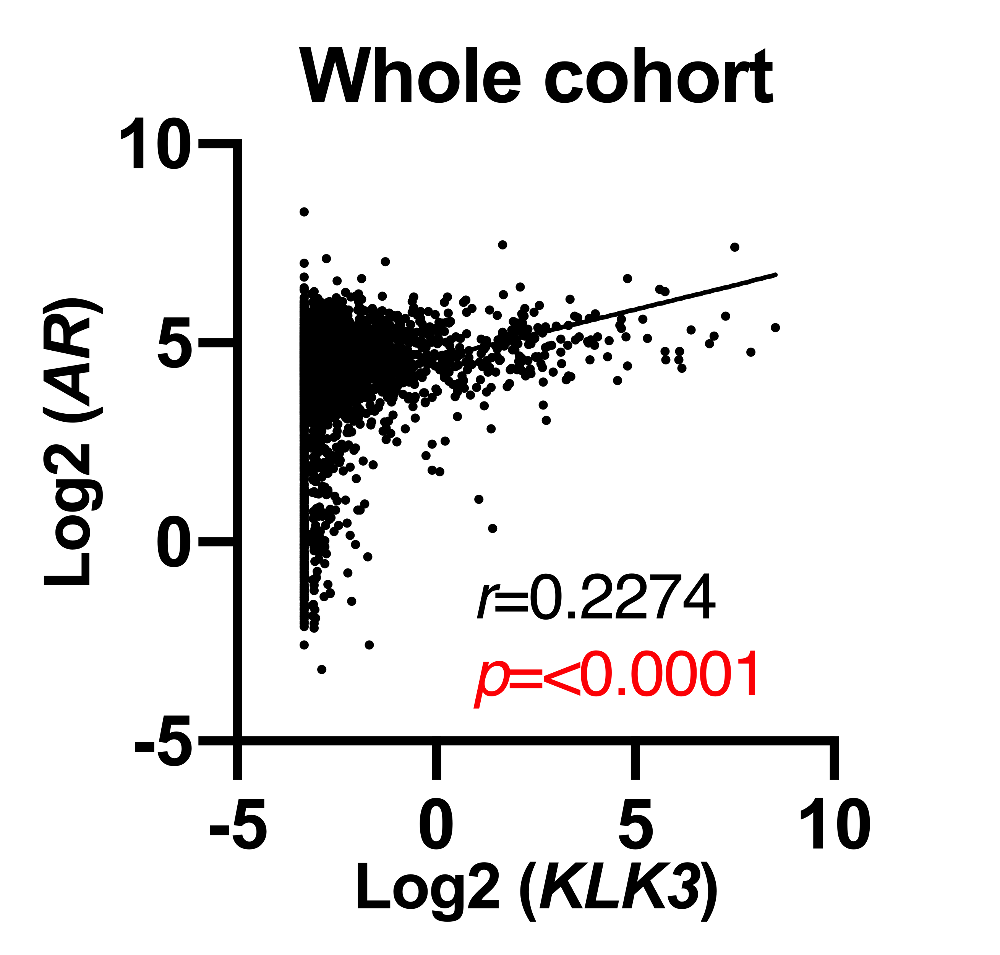 Whole cohort
10
5
0
-5
Log2 (AR)
r=0.2274
p=<0.0001
-5 0 5 10
Log2 (KLK3)